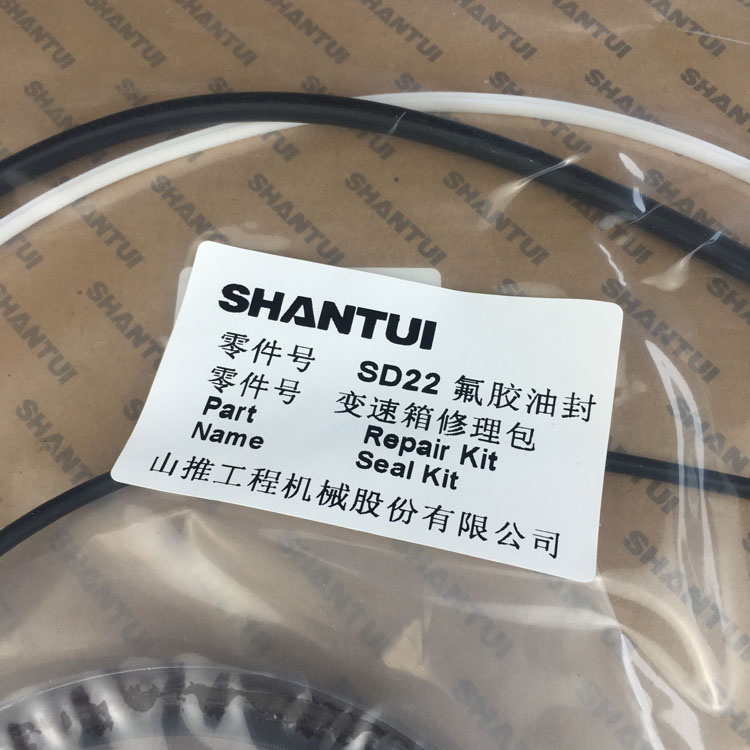 SHANTUI
零件号 SD22 氟胶油封
零件号 变速箱修理包
Part Repair Kit
Name Seal Kit
山推工程机械股份有限公司